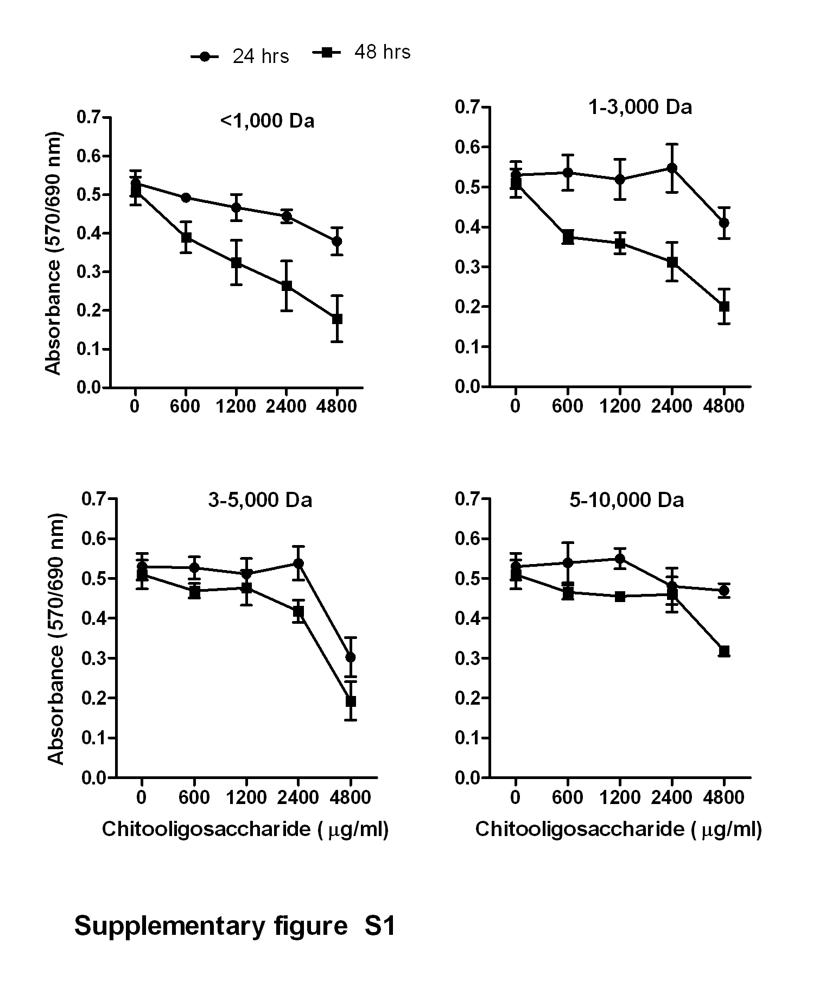 24 hrs 48 hrs
<1,000 Da
0.7
0.6
0.5
0.4
0.3
0.2
0.1
0.0
Absorbance (570/690 nm)
0 600 1200 2400 4800
1-3,000 Da
0.7
0.6
0.5
0.4
0.3
0.2
0.1
0.0
0 600 1200 2400 4800
3-5,000 Da
0.7
0.6
0.5
0.4
0.3
0.2
0.1
0.0
Absorbance (570/690 nm)
0 600 1200 2400 4800
Chitooligosaccharide ( μg/ml)
5-10,000 Da
0.7
0.6
0.5
0.4
0.3
0.2
0.1
0.0
0 600 1200 2400 4800
Chitooligosaccharide ( μg/ml)
Supplementary figure S1